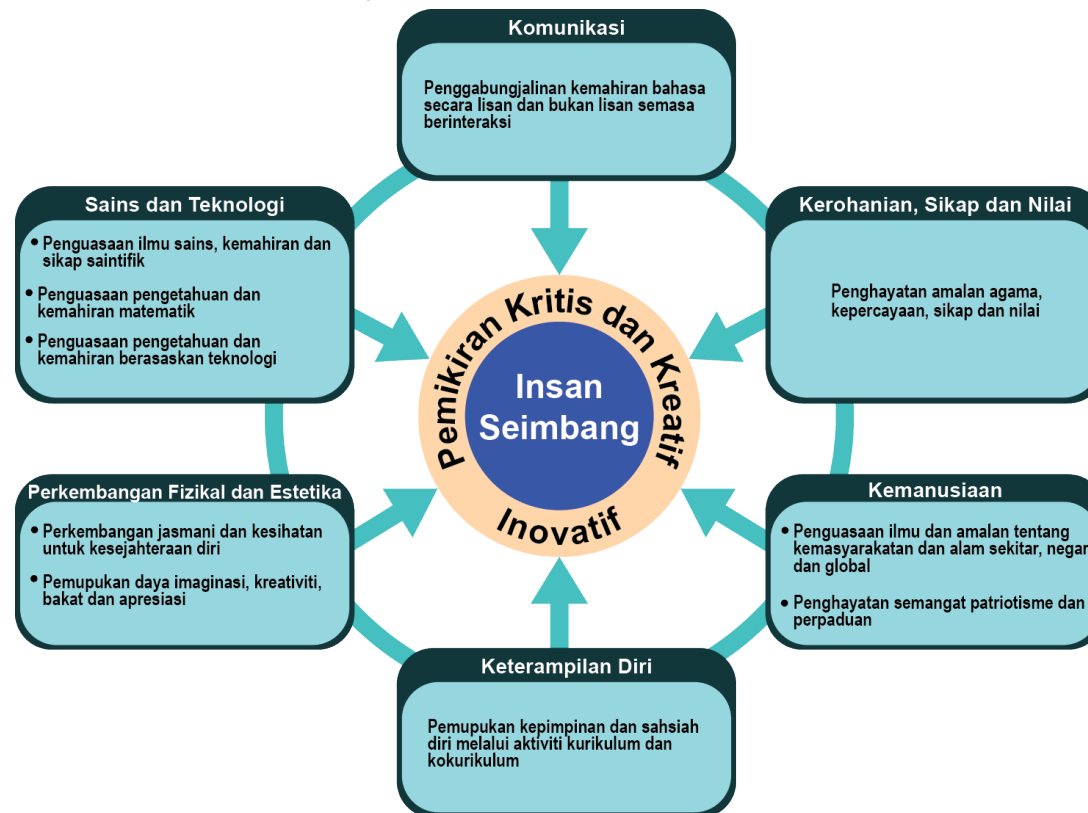 Komunikasi
Penggabungjalinan kemahiran bahasa
secara lisan dan bukan lisan semasa
berinteraksi
Sains dan Teknologi
• Penguasaan ilmu sains, kemahiran dan
sikap saintifik
• Penguasaan pengetahuan dan
kemahiran matematik
• Penguasaan pengetahuan dan
kemahiran berasaskan teknologi
Kerohanian, Sikap dan Nilai
Penghayatan amalan agama,
kepercayaan, sikap dan nilai
Pemikiran Kritis dan Kreatif
Insan
Seimbang
Inovatif
Perkembangan Fizikal dan Estetika
• Perkembangan jasmani dan kesihatan
untuk kesejahteraan diri
• Pemupukan daya imaginasi, kreativiti,
bakat dan apresiasi
Kemanusiaan
• Penguasaan ilmu dan amalan tentang
kemasyarakatan dan alam sekitar,
dan global
• Penghayatan semangat patriotisme dan
perpaduan
Keterampilan Diri
Pemupukan kepimpinan dan sahsiah
diri melalui aktiviti kurikulum dan
kokurikulum